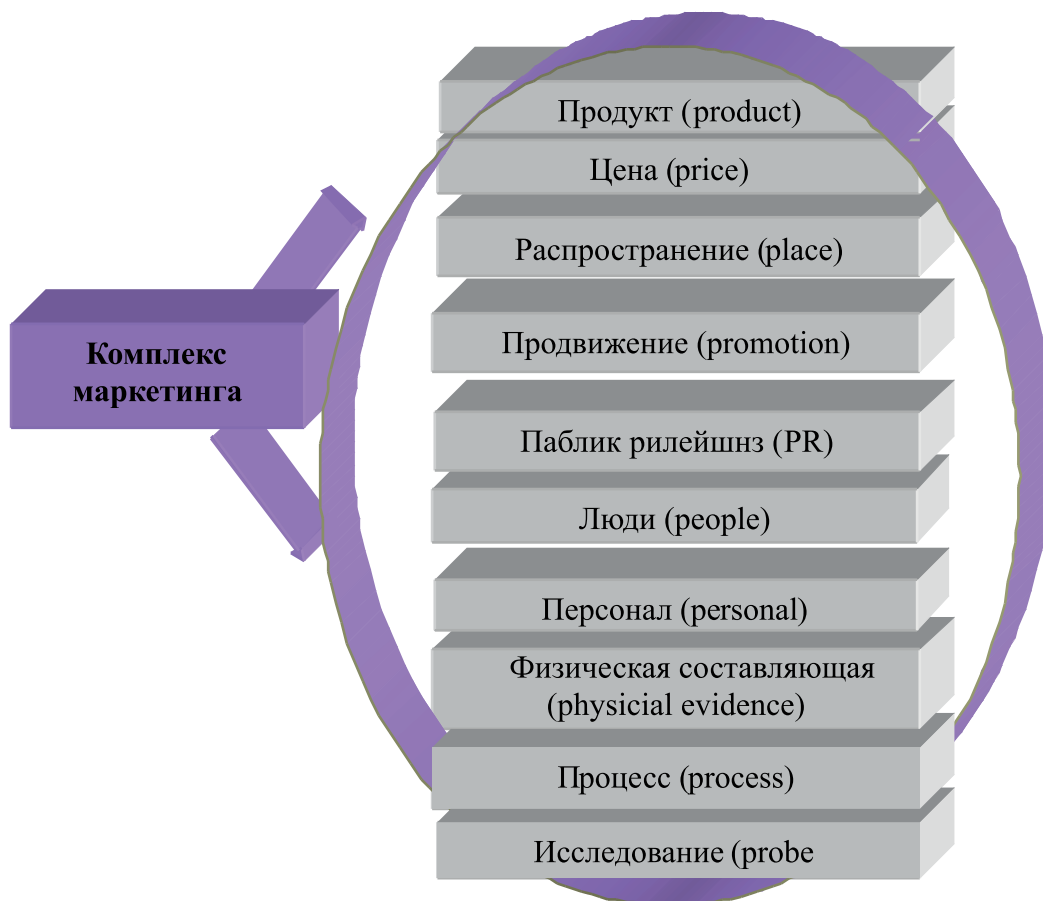 Продукт (product)
Цена (price)
Распространение (place)
Продвижение (promotion)
Комплекс
маркетинга
Паблик рилейшнз (PR)
Люди (people)
Персонал (personal)
Физическая составляющая
(physicial evidence)
Процесс (process)
Исследование (probe